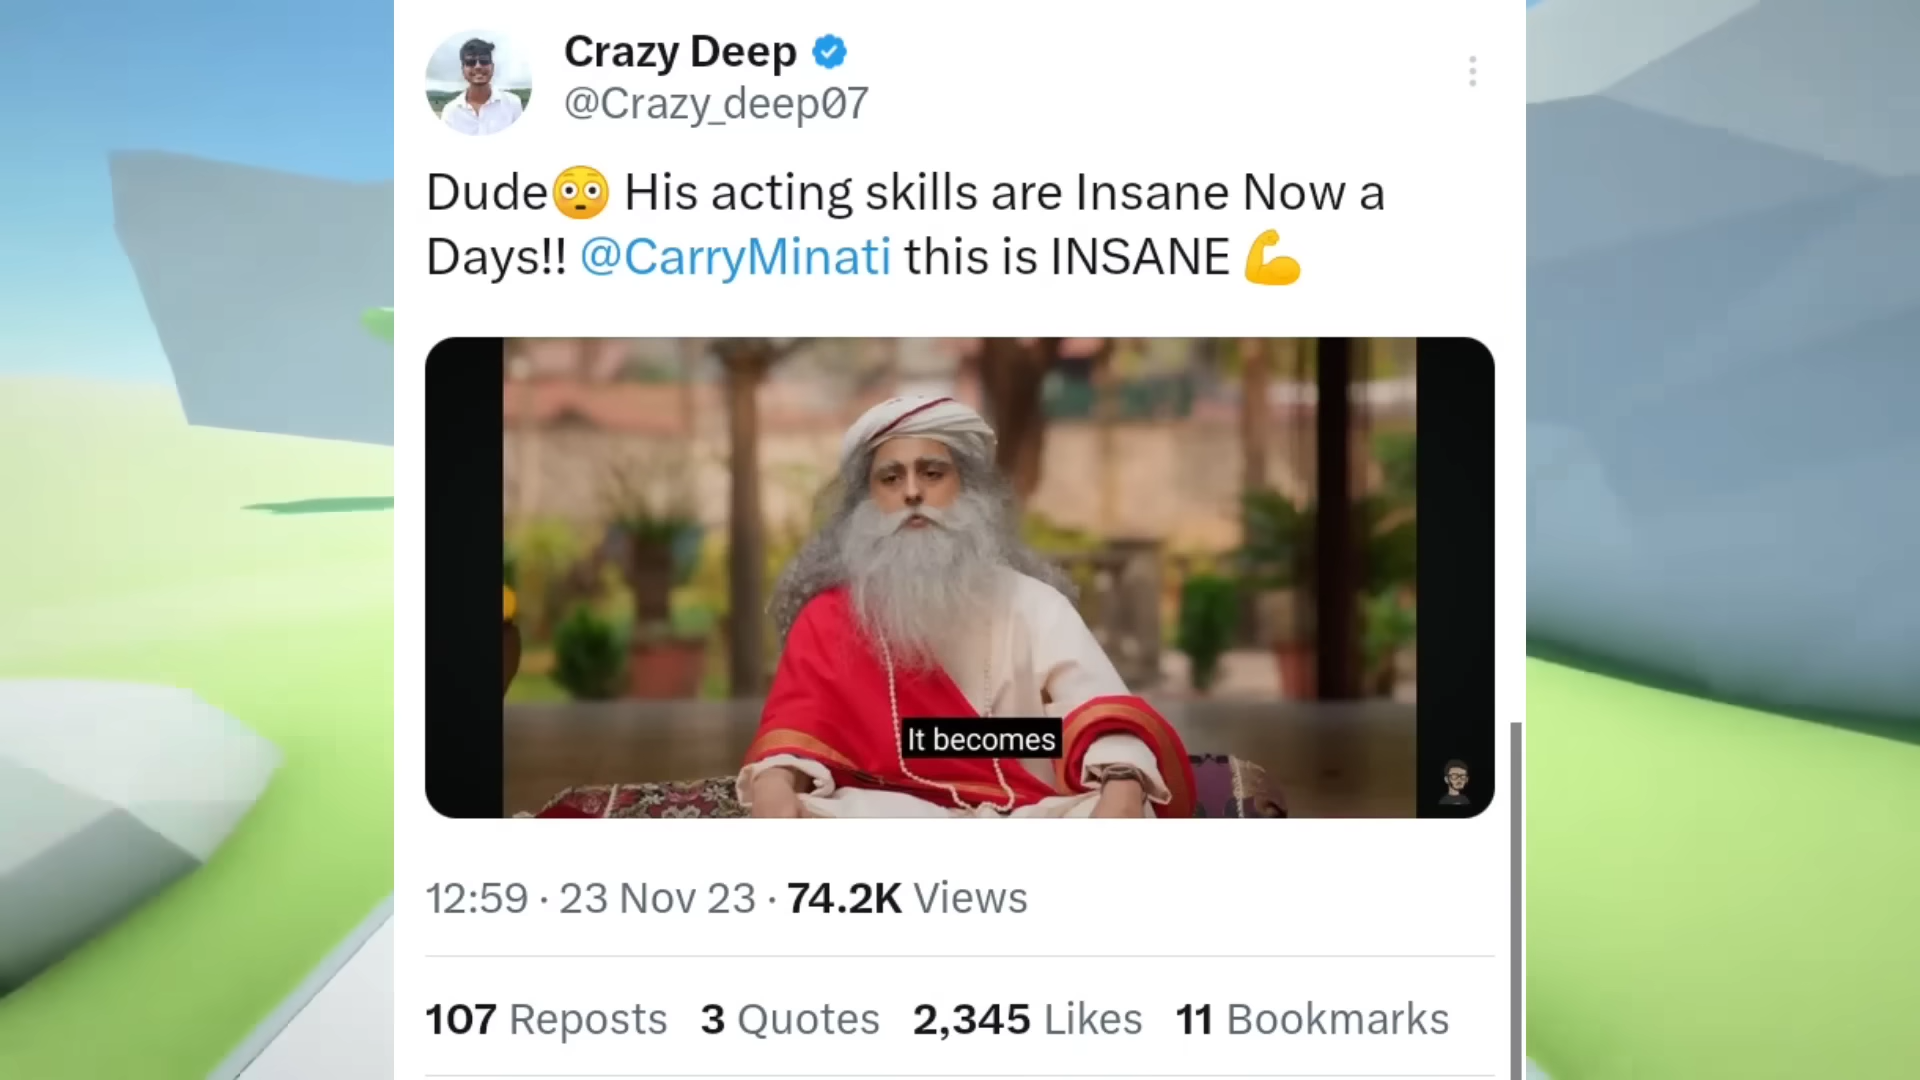 Crazy Deep
@Crazy_deep07
Dude😳 His acting skills are Insane Now a
Days!! @CarryMinati this is INSANE 💪
It becomes
12:59 · 23 Nov 23 · 74.2K Views
107 Reposts 3 Quotes 2,345 Likes 11 Bookmarks